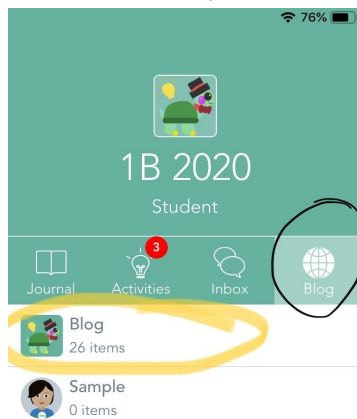 76%
1B 2020
Student
3
Journal Activities Inbox Blog
Blog
26 items
Sample
0 items